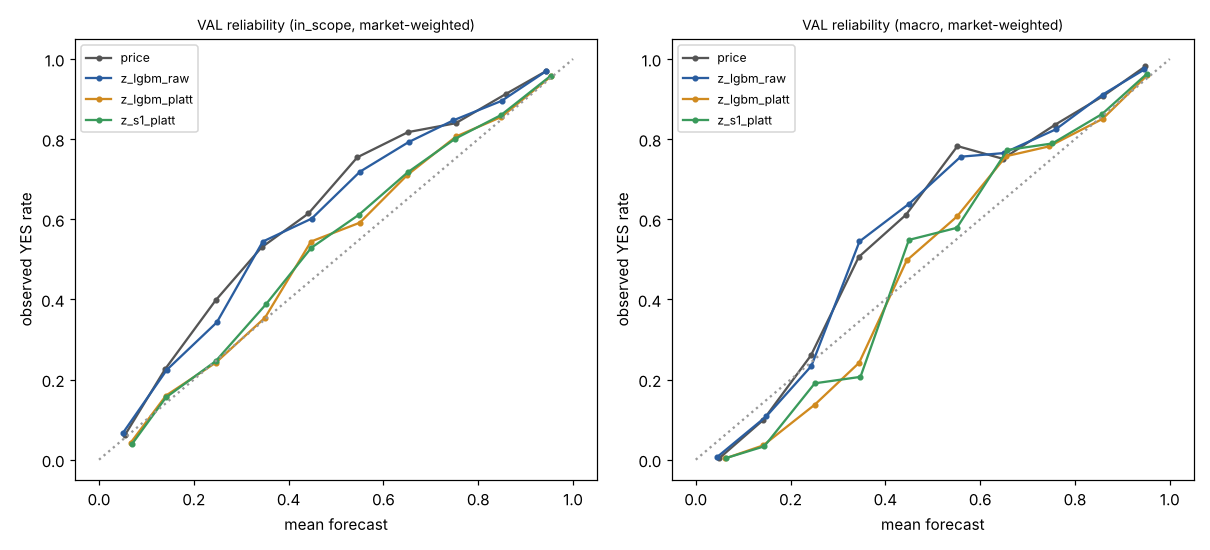 VAL reliability (in_scope, market-weighted)
price
z_lgbm_raw
z_lgbm_platt
z_s1_platt
1.0
0.8
0.6
0.4
0.2
0.0
observed YES rate
0.0 0.2 0.4 0.6 0.8 1.0
mean forecast
VAL reliability (macro, market-weighted)
price
z_lgbm_raw
z_lgbm_platt
z_s1_platt
1.0
0.8
0.6
0.4
0.2
0.0
observed YES rate
0.0 0.2 0.4 0.6 0.8 1.0
mean forecast